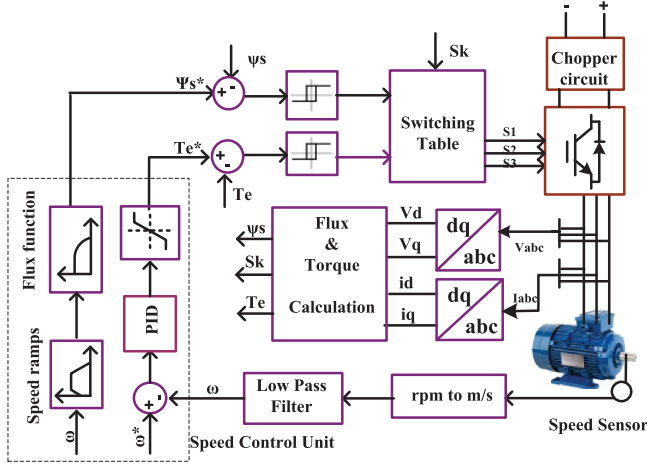 - +
Chopper
circuit
ψs
Sk
Ψs*
+ -
Switching
Table
S1
S2
S3
Te*
+ -
Te
Flux function
Speed ramps
PID
ω
ω*
+ -
Speed Control Unit
ψs
Sk
Te
Flux
&
Torque
Calculation
Vd
Vq
id
iq
dq
abc
dq
abc
Vabc
Iabc
ω
Low Pass
Filter
rpm to m/s
Speed Sensor